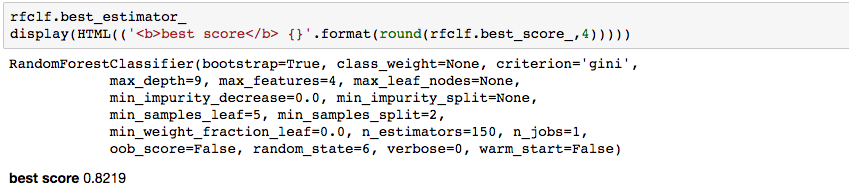 rfclf.best_estimator_
display(HTML(('<b>best score</b> {}'.format(round(rfclf.best_score_,4)))))
RandomForestClassifier(bootstrap=True, class_weight=None, criterion='gini',
max_depth=9, max_features=4, max_leaf_nodes=None,
min_impurity_decrease=0.0, min_impurity_split=None,
min_samples_leaf=5, min_samples_split=2,
min_weight_fraction_leaf=0.0, n_estimators=150, n_jobs=1,
oob_score=False, random_state=6, verbose=0, warm_start=False)
best score 0.8219